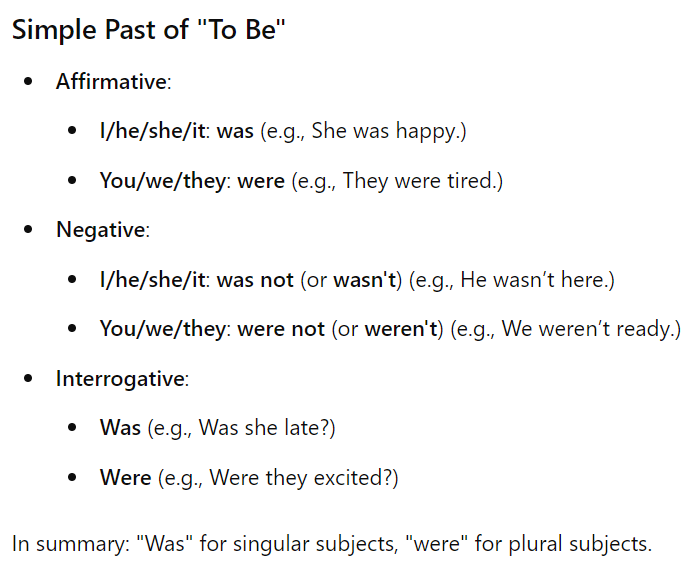 Simple Past of "To Be"
Affirmative:
I/he/she/it: was (e.g., She was happy.)
You/we/they: were (e.g., They were tired.)
Negative:
I/he/she/it: was not (or wasn't) (e.g., He wasn’t here.)
You/we/they: were not (or weren't) (e.g., We weren’t ready.)
Interrogative:
Was (e.g., Was she late?)
Were (e.g., Were they excited?)
In summary: "Was" for singular subjects, "were" for plural subjects.